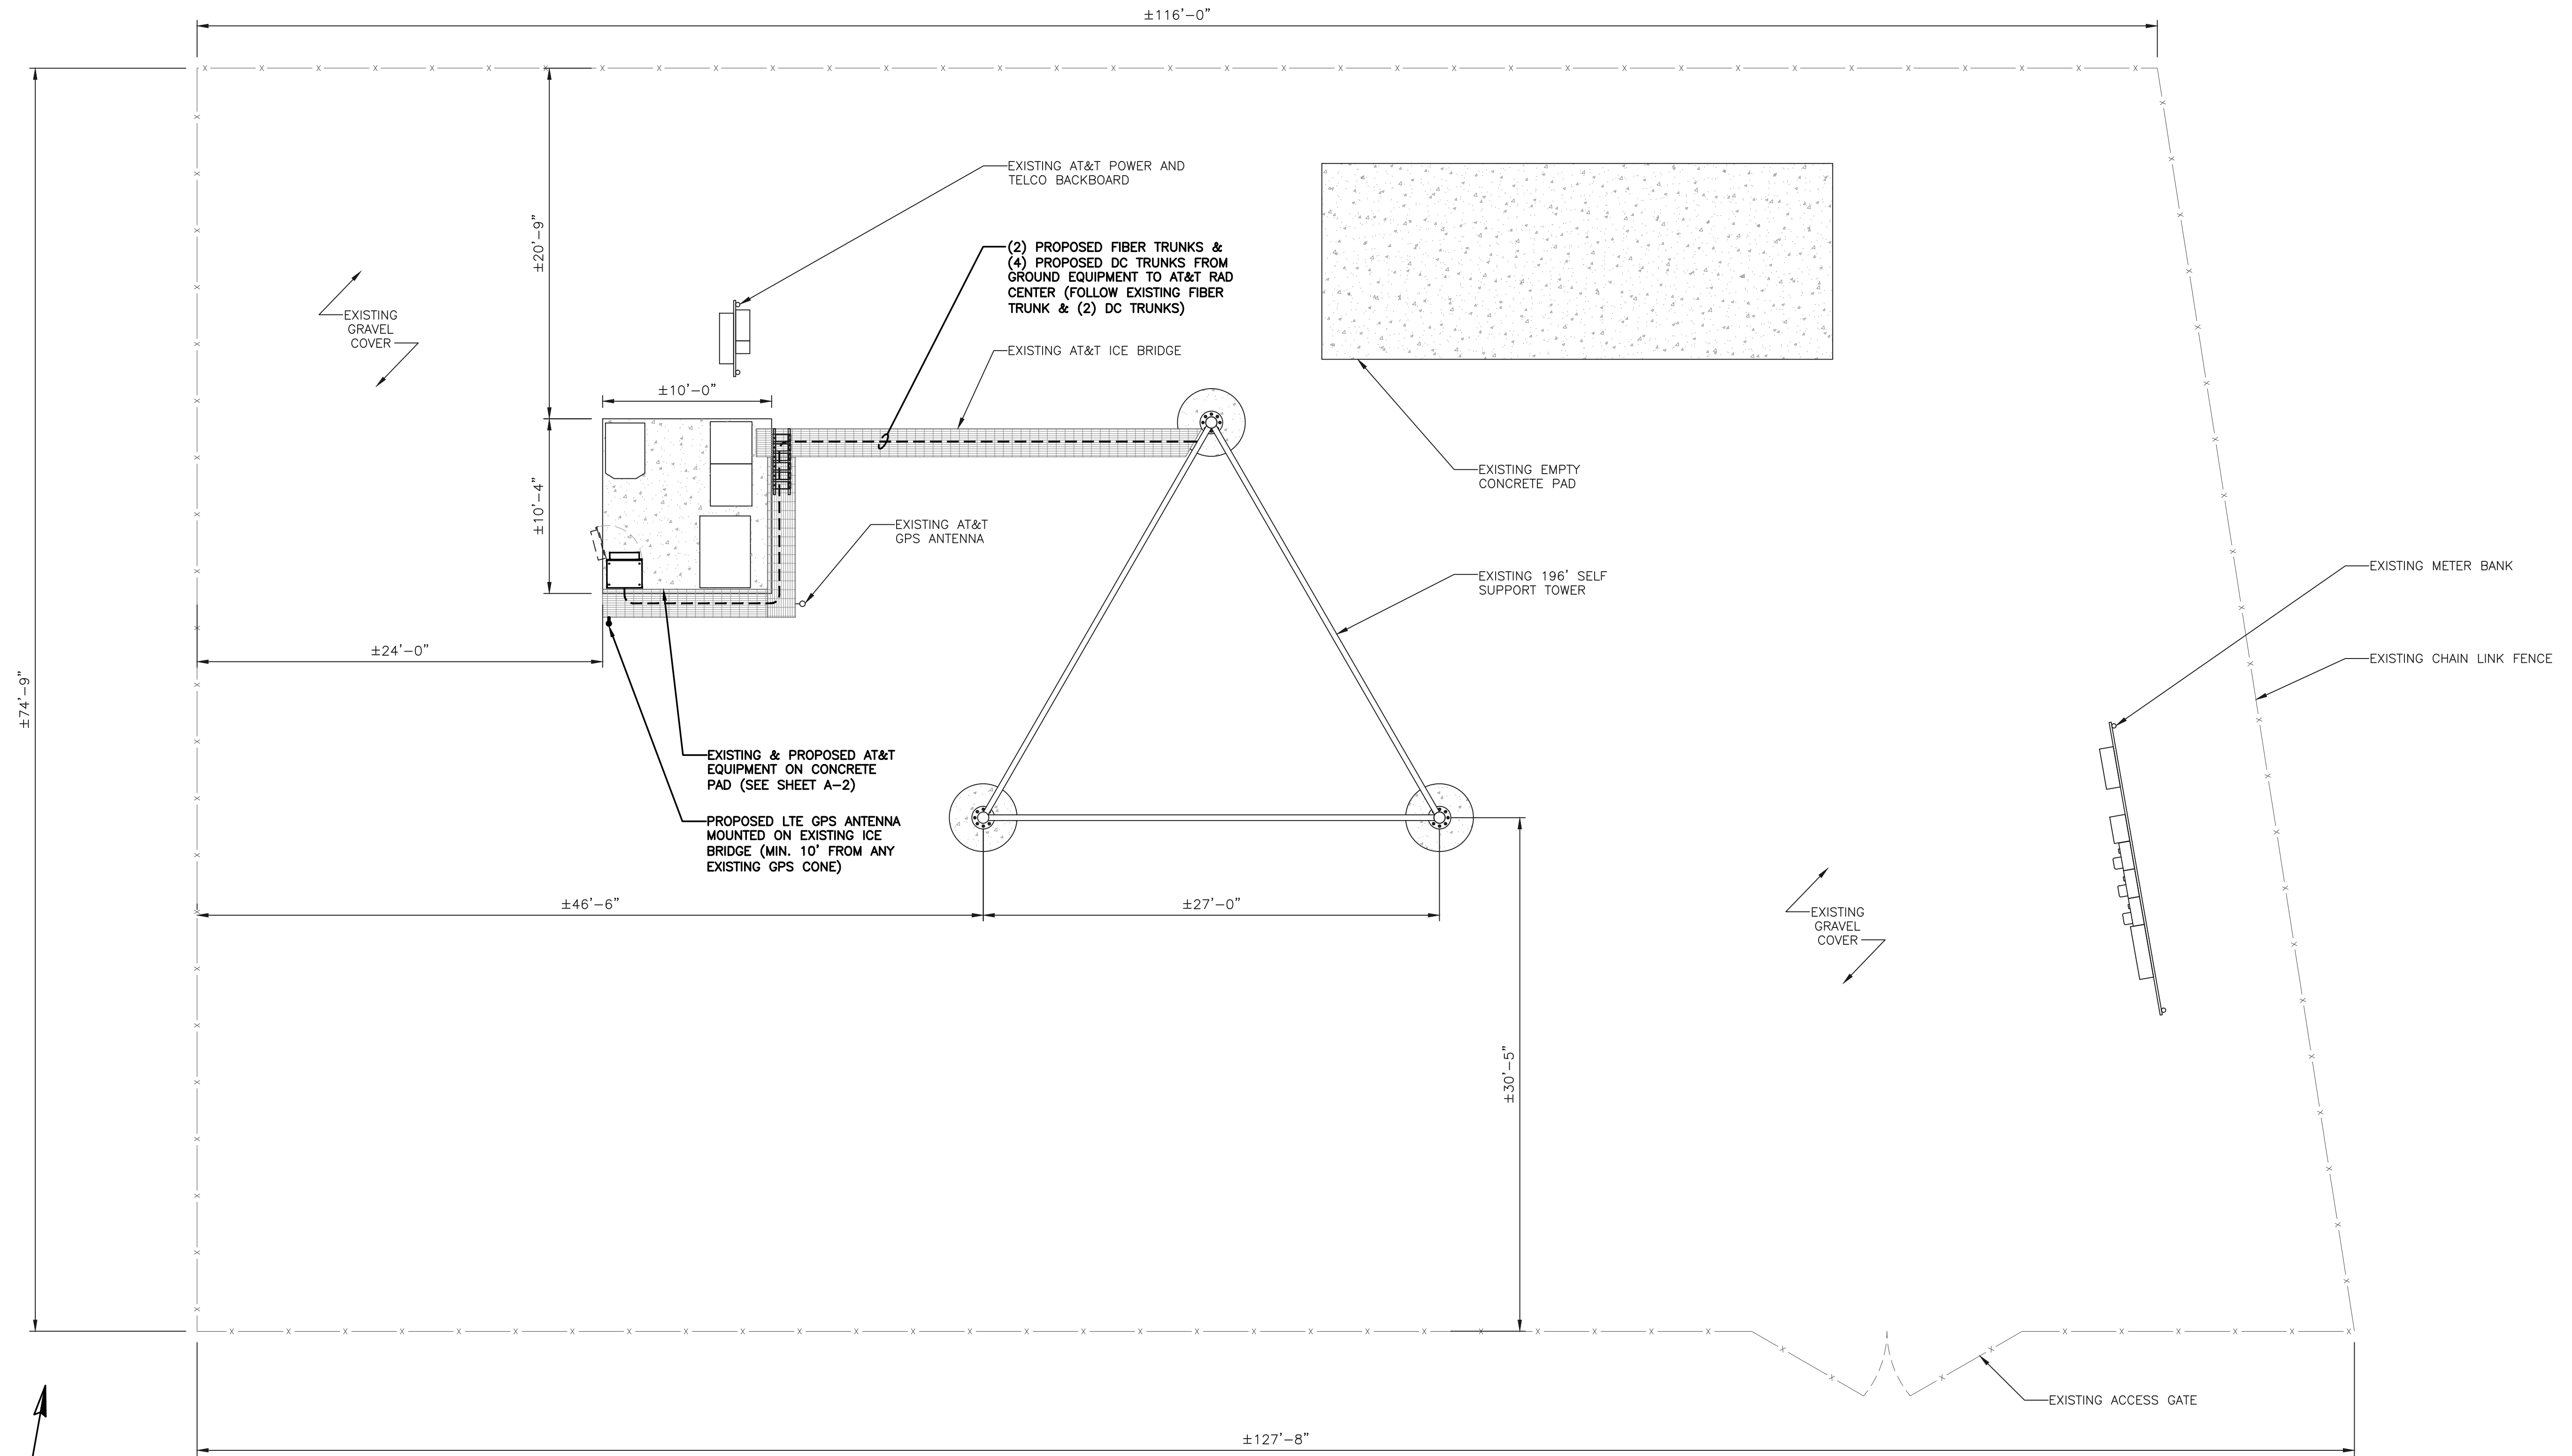 ±116'-0"
EXISTING AT&T POWER AND
TELCO BACKBOARD
±20'-9"
(2) PROPOSED FIBER TRUNKS &
(4) PROPOSED DC TRUNKS FROM
GROUND EQUIPMENT TO AT&T RAD
CENTER (FOLLOW EXISTING FIBER
TRUNK & (2) DC TRUNKS)
EXISTING
GRAVEL
COVER
EXISTING AT&T ICE BRIDGE
±10'-0"
EXISTING EMPTY
CONCRETE PAD
±10'-4"
EXISTING AT&T
GPS ANTENNA
EXISTING METER BANK
EXISTING 196' SELF
SUPPORT TOWER
±24'-0"
EXISTING CHAIN LINK FENCE
±74'-9"
EXISTING & PROPOSED AT&T
EQUIPMENT ON CONCRETE
PAD (SEE SHEET A-2)
PROPOSED LTE GPS ANTENNA
MOUNTED ON EXISTING ICE
BRIDGE (MIN. 10' FROM ANY
EXISTING GPS CONE)
±46'-6"
±27'-0"
EXISTING
GRAVEL
COVER
±30'-5"
EXISTING ACCESS GATE
±127'-8"